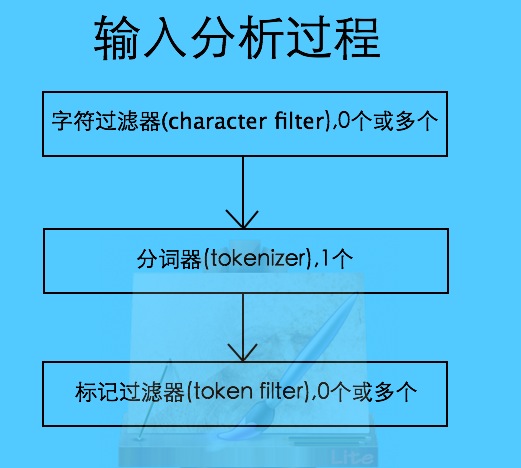 输入分析过程
字符过滤器(character filter),0个或多个
分词器(tokenizer),1个
标记过滤器(token filter),0个或多个
Lite